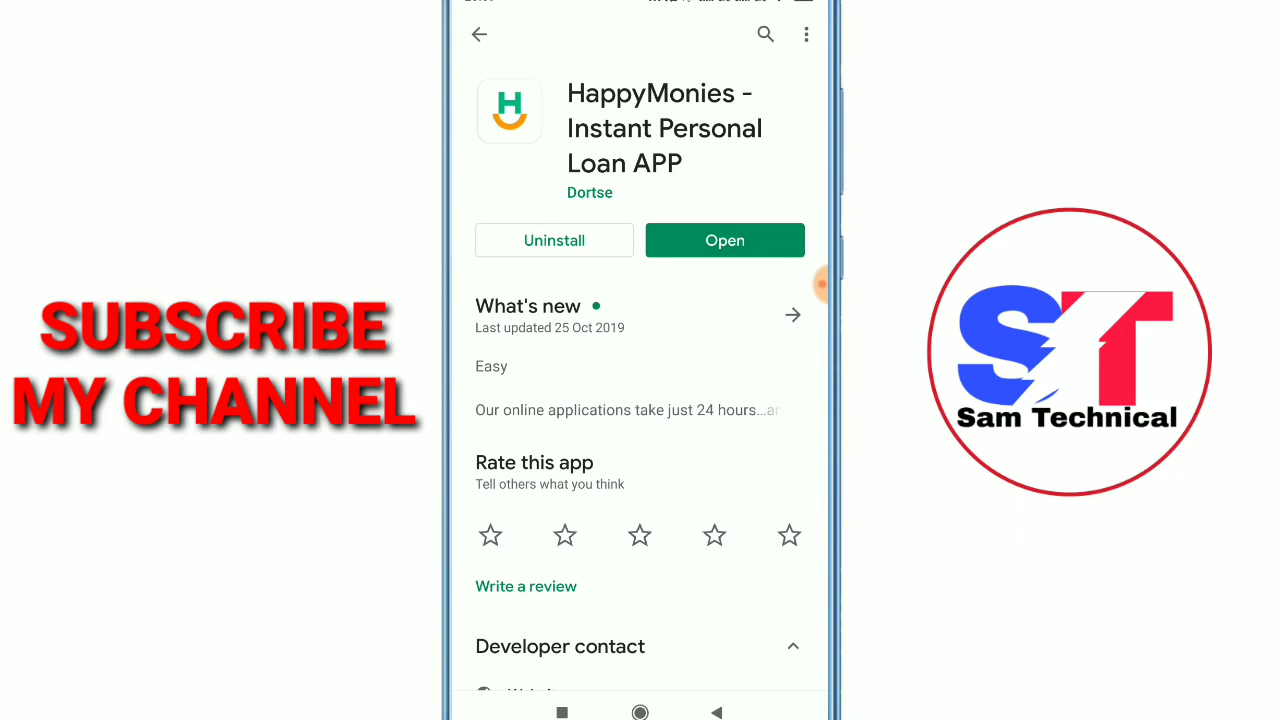 SUBSCRIBE
MY CHANNEL
HappyMonies -
Instant Personal
Loan APP
Dortse
Uninstall
Open
What's new
Last updated 25 Oct 2019
Easy
Our online applications take just 24 hours...ar
Rate this app
Tell others what you think
Write a review
Developer contact
ST
Sam Technical